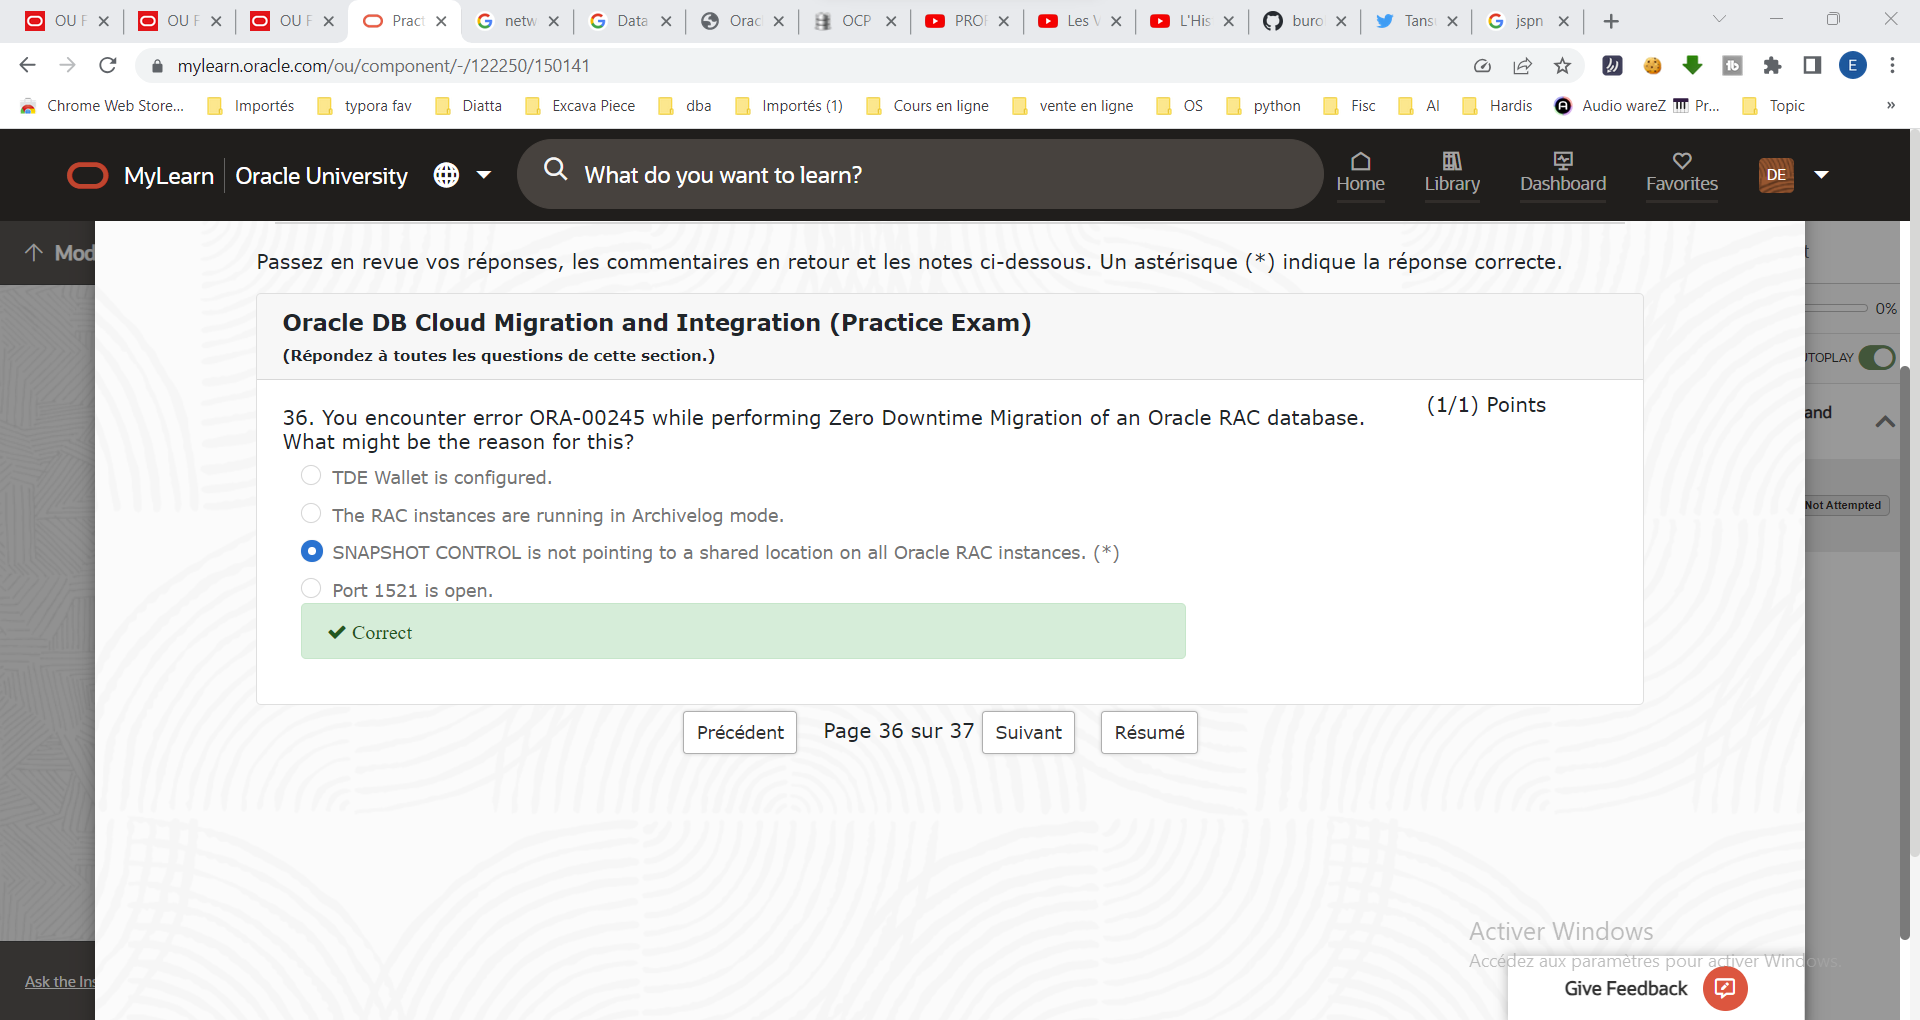 OU F
OU F
OU F
Pract
netw
Data
Orac
OCP
PROF
Les V
L'His
buro
Tans
jspn
mylearn.oracle.com/ou/component/-/122250/150141
E
Chrome Web Store...
Importés
typora fav
Diatta
Excava Piece
dba
Importés (1)
Cours en ligne
vente en ligne
OS
python
Fisc
AI
Hardis
Audio wareZ
Pr...
Topic
»
MyLearn
Oracle University
What do you want to learn?
Home
Library
Dashboard
Favorites
DE
Mod
t
Passez en revue vos réponses, les commentaires en retour et les notes ci-dessous. Un astérisque (*) indique la réponse correcte.
0%
Oracle DB Cloud Migration and Integration (Practice Exam)
(Répondez à toutes les questions de cette section.)
TOPLAY
and
36. You encounter error ORA-00245 while performing Zero Downtime Migration of an Oracle RAC database.
What might be the reason for this?
(1/1) Points
TDE Wallet is configured.
The RAC instances are running in Archivelog mode.
Not Attempted
SNAPSHOT CONTROL is not pointing to a shared location on all Oracle RAC instances. (*)
Port 1521 is open.
Correct
Précédent
Page 36 sur 37
Suivant
Résumé
Activer Windows
Accédez aux paramètres pour activer Windows.
Ask the Ins
Give Feedback